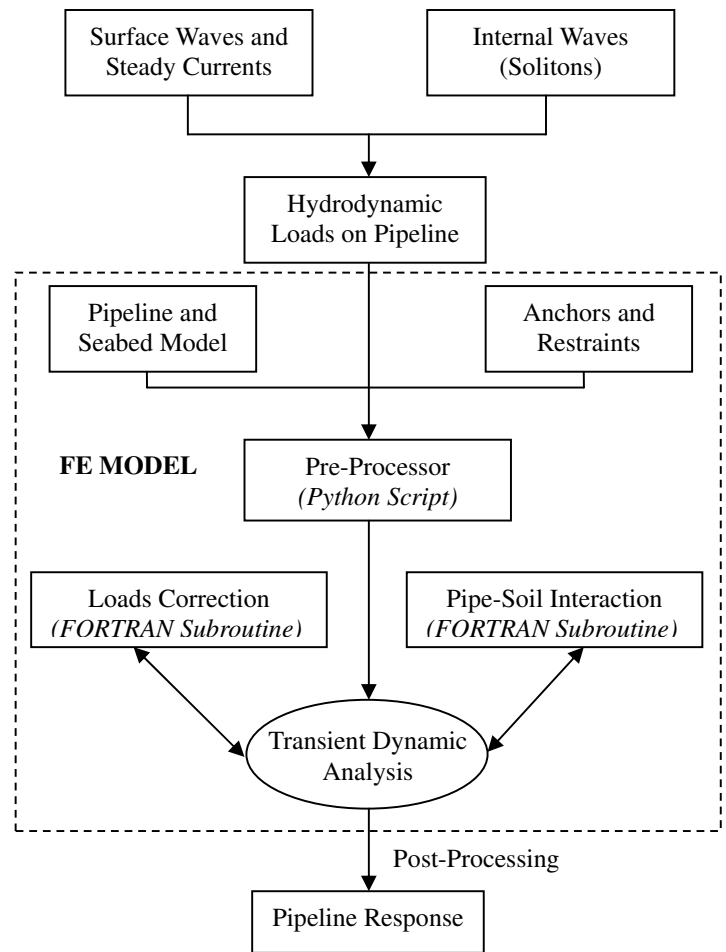 Surface Waves and
Steady Currents
Internal Waves
(Solitons)
Hydrodynamic
Loads on Pipeline
Pipeline and
Seabed Model
Anchors and
Restraints
FE MODEL
Pre-Processor
(Python Script)
Loads Correction
(FORTRAN Subroutine)
Pipe-Soil Interaction
(FORTRAN Subroutine)
Transient Dynamic
Analysis
Post-Processing
Pipeline Response